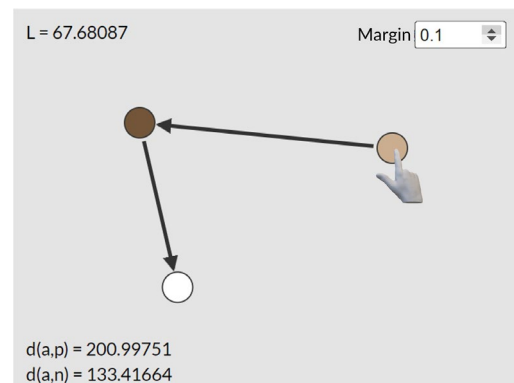 L = 67.68087
Margin 0.1
d(a,p) = 200.99751
d(a,n) = 133.41664